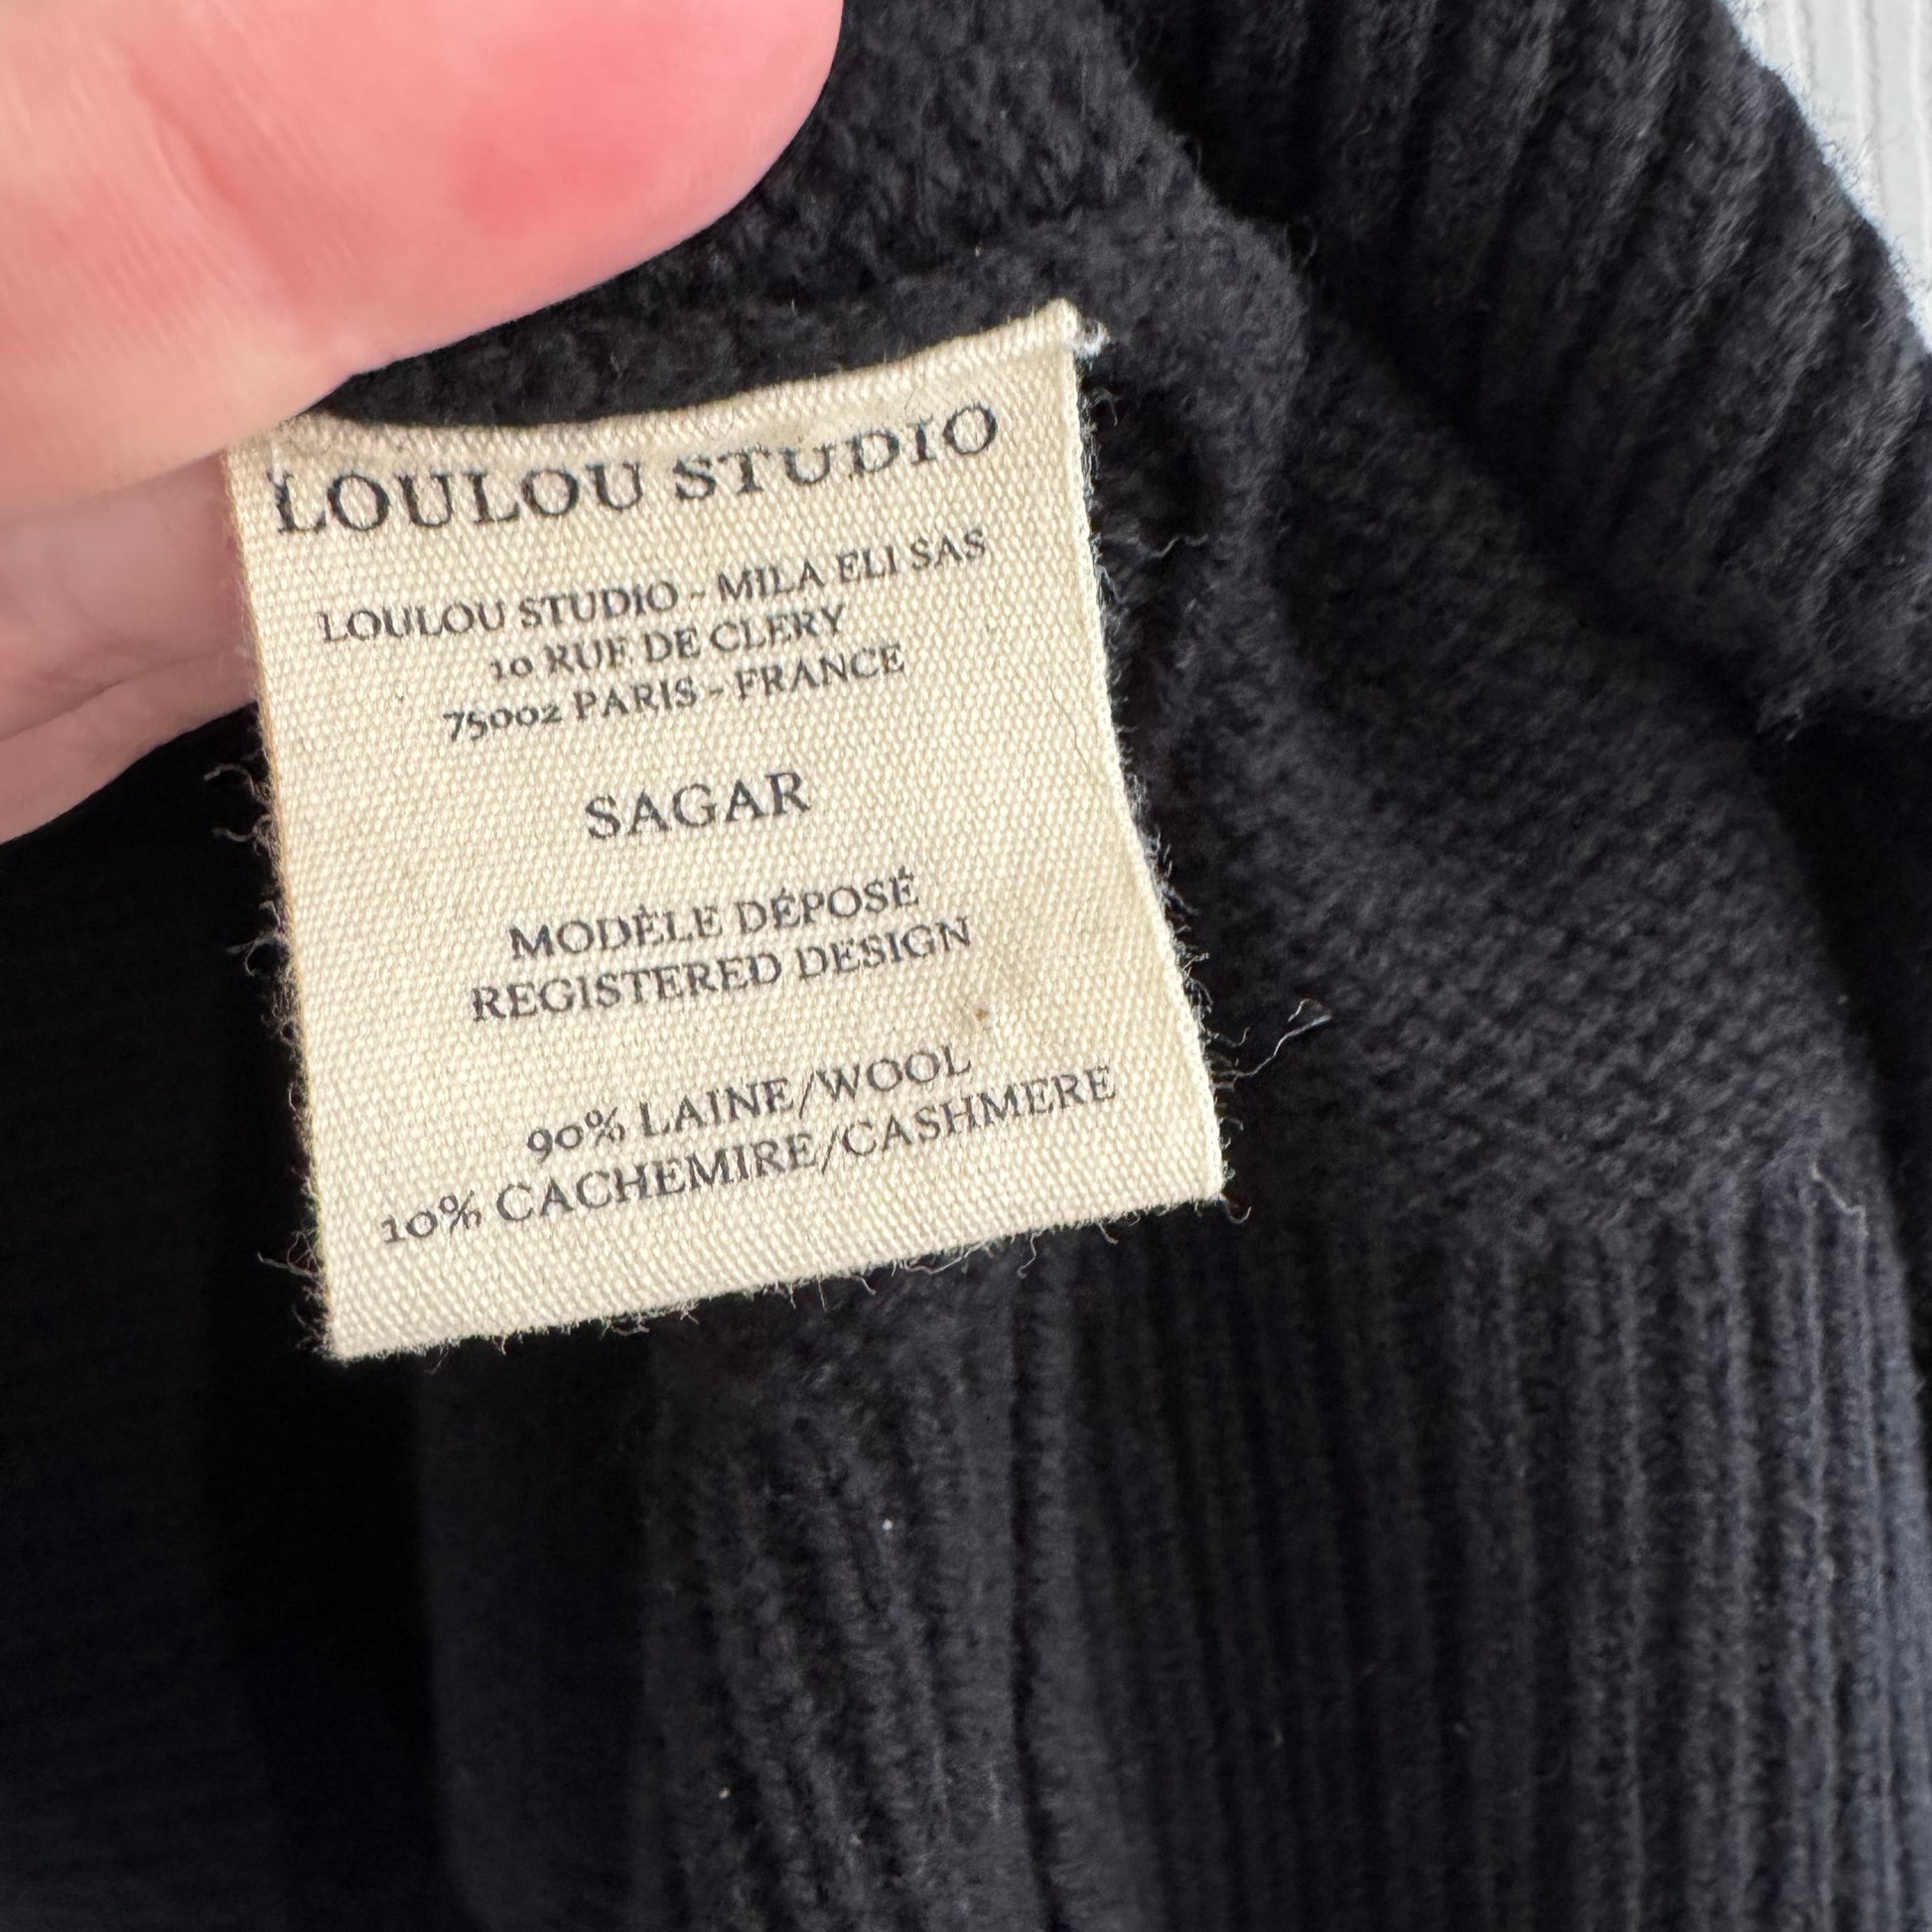 LOULOU STUDIO
LOULOU STUDIO - MILA ELI SAS
10 RUE DE CLERY
75002 PARIS - FRANCE
SAGAR
MODÈLE DÉPOSÉ
REGISTERED DESIGN
90% LAINE/WOOL
10% CACHEMIRE/CASHMERE